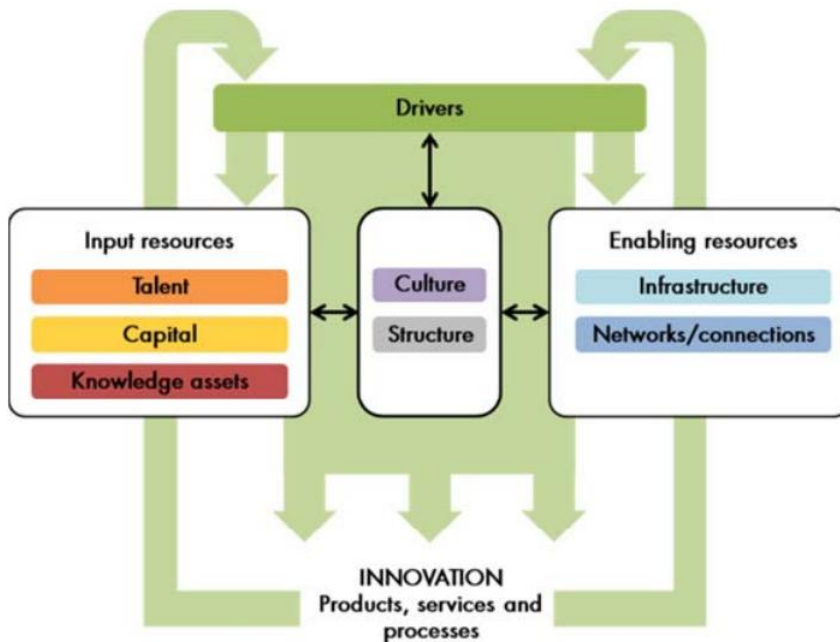 Drivers
Input resources
Talent
Capital
Knowledge assets
Culture
Structure
Enabling resources
Infrastructure
Networks/connections
INNOVATION
Products, services and
processes